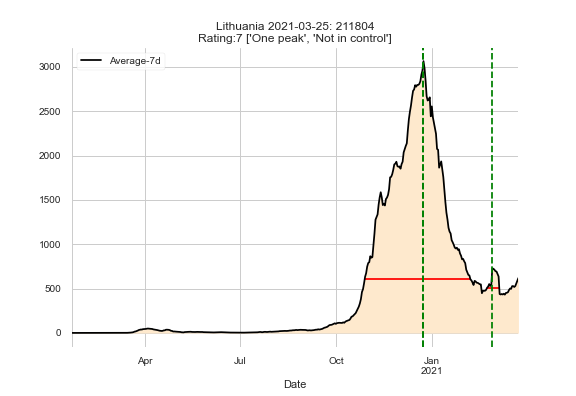 Lithuania 2021-03-25: 211804
Rating:7 ['One peak', 'Not in control']
Average-7d
3000
2500
2000
1500
1000
500
0
Apr
Jul
Oct
Jan
2021
Date